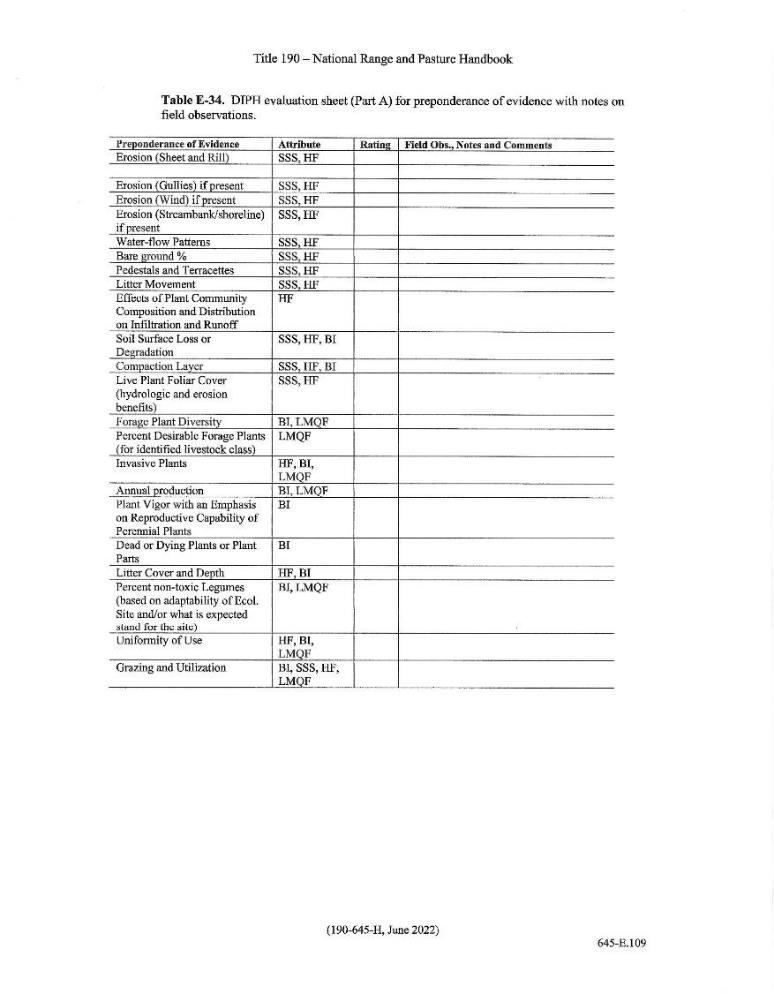 Title 190 – National Range and Pasture Handbook
Table E-34. DIPH evaluation sheet (Part A) for preponderance of evidence with notes on
field observations.
Preponderance of Evidence Attribute Rating Field Obs., Notes and Comments
Erosion (Sheet and Rill) SSS, HF
Erosion (Gullies) if present SSS, HF
Erosion (Wind) if present SSS, HF
Erosion (Streambank/shoreline) SSS, HF
if present
Water-flow Patterns SSS, HF
Bare ground % SSS, HF
Pedestals and Terracettes SSS, HF
Litter Movement SSS, HF
Effects of Plant Community HF
Composition and Distribution
on Infiltration and Runoff
Soil Surface Loss or SSS, HF, BI
Degradation
Compaction Layer SSS, HF, BI
Live Plant Foliar Cover SSS, HF
(hydrologic and erosion
benefits)
Forage Plant Diversity BI, LMQF
Percent Desirable Forage Plants LMQF
(for identified livestock class)
Invasive Plants HF, BI,
LMQF
Annual production BI, LMQF
Plant Vigor with an Emphasis BI
on Reproductive Capability of
Perennial Plants
Dead or Dying Plants or Plant BI
Parts
Litter Cover and Depth HF, BI
Percent non-toxic Legumes BI, LMQF
(based on adaptability of Ecol.
Site and/or what is expected
stand for the site)
Uniformity of Use HF, BI,
LMQF
Grazing and Utilization BI, SSS, HF,
LMQF
(190-645-H, June 2022)
645-E.109